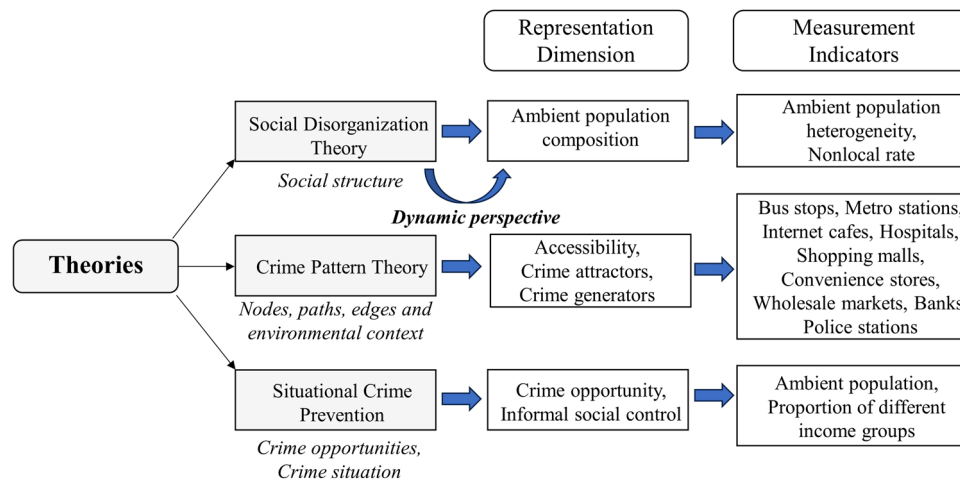 Representation
Dimension
Measurement
Indicators
Social Disorganization
Theory
Social structure
Ambient population
composition
Ambient population
heterogeneity,
Nonlocal rate
Dynamic perspective
Theories
Crime Pattern Theory
Nodes, paths, edges and
environmental context
Accessibility,
Crime attractors,
Crime generators
Bus stops, Metro stations,
Internet cafes, Hospitals,
Shopping malls,
Convenience stores,
Wholesale markets, Banks,
Police stations
Situational Crime
Prevention
Crime opportunities,
Crime situation
Crime opportunity,
Informal social control
Ambient population,
Proportion of different
income groups